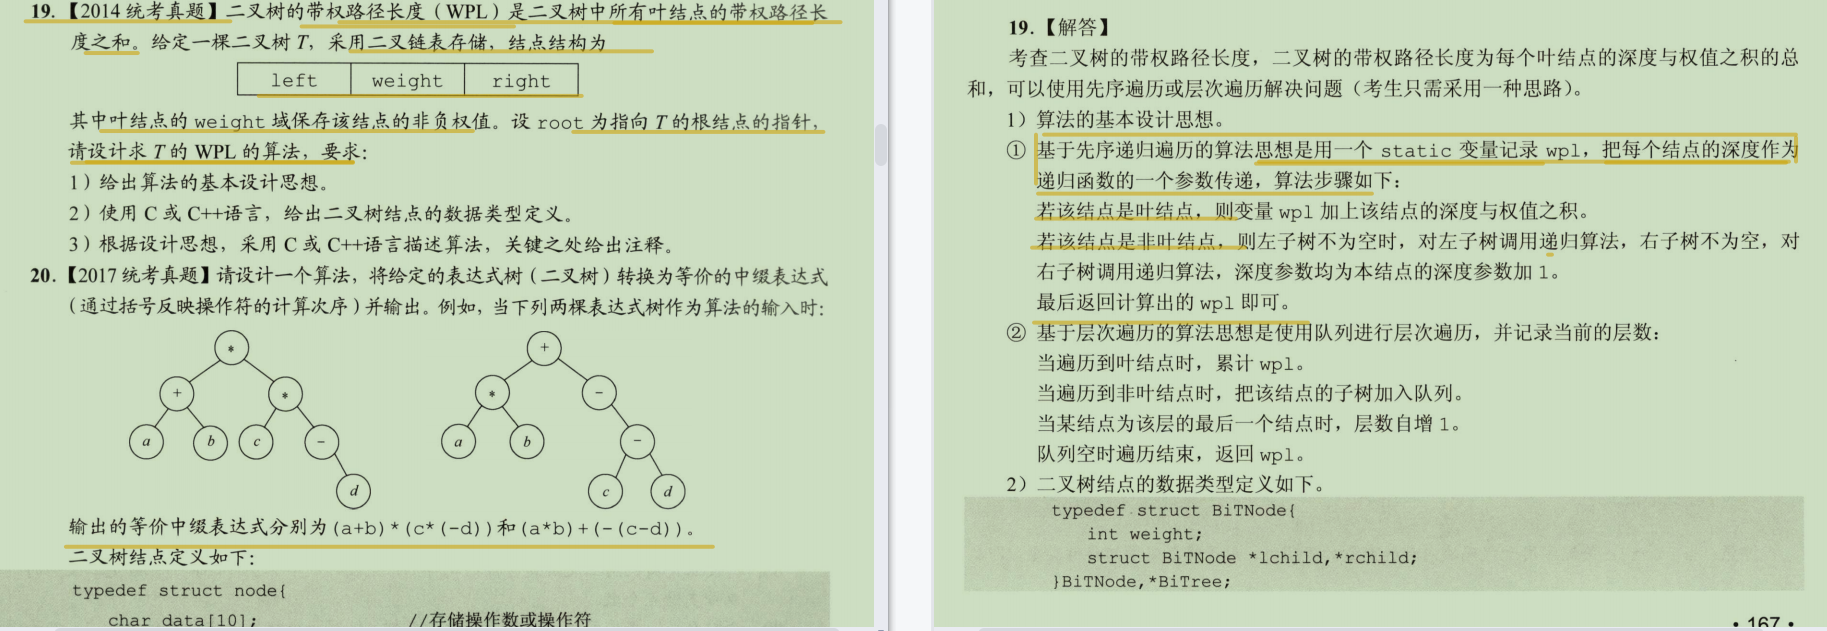 19.【2014 统考真题】二叉树的带权路径长度（WPL）是二叉树中所有叶结点的带权路径长
度之和。给定一棵二叉树 T，采用二叉链表存储，结点结构为
left weight right
其中叶结点的 weight 域保存该结点的非负权值。设 root 为指向 T 的根结点的指针，
请设计求 T 的 WPL 的算法，要求：
1）给出算法的基本设计思想。
2）使用 C 或 C++语言，给出二叉树结点的数据类型定义。
3）根据设计思想，采用 C 或 C++语言描述算法，关键之处给出注释。
20.【2017 统考真题】请设计一个算法，将给定的表达式树（二叉树）转换为等价的中缀表达式
（通过括号反映操作符的计算次序）并输出。例如，当下列两棵表达式树作为算法的输入时：
* +
+ * * −
a b c − a b −
d c d
输出的等价中缀表达式分别为(a+b)*(c*(-d))和(a*b)+(-(c-d))。
二叉树结点定义如下：
typedef struct node{
char data[10]; //存储操作数或操作符
19.【解答】
考查二叉树的带权路径长度，二叉树的带权路径长度为每个叶结点的深度与权值之积的总
和，可以使用先序遍历或层次遍历解决问题（考生只需采用一种思路）。
1）算法的基本设计思想。
① 基于先序递归遍历的算法思想是用一个 static 变量记录 wpl，把每个结点的深度作为
递归函数的一个参数传递，算法步骤如下：
若该结点是叶结点，则变量 wpl 加上该结点的深度与权值之积。
若该结点是非叶结点，则左子树不为空时，对左子树调用递归算法，右子树不为空，对
右子树调用递归算法，深度参数均为本结点的深度参数加 1。
最后返回计算出的 wpl 即可。
② 基于层次遍历的算法思想是使用队列进行层次遍历，并记录当前的层数：
当遍历到叶结点时，累计 wpl。
当遍历到非叶结点时，把该结点的子树加入队列。
当某结点为该层的最后一个结点时，层数自增 1。
队列空时遍历结束，返回 wpl。
2）二叉树结点的数据类型定义如下。
typedef struct BiTNode{
int weight;
struct BiTNode *lchild,*rchild;
}BiTNode,*BiTree;
• 167 •